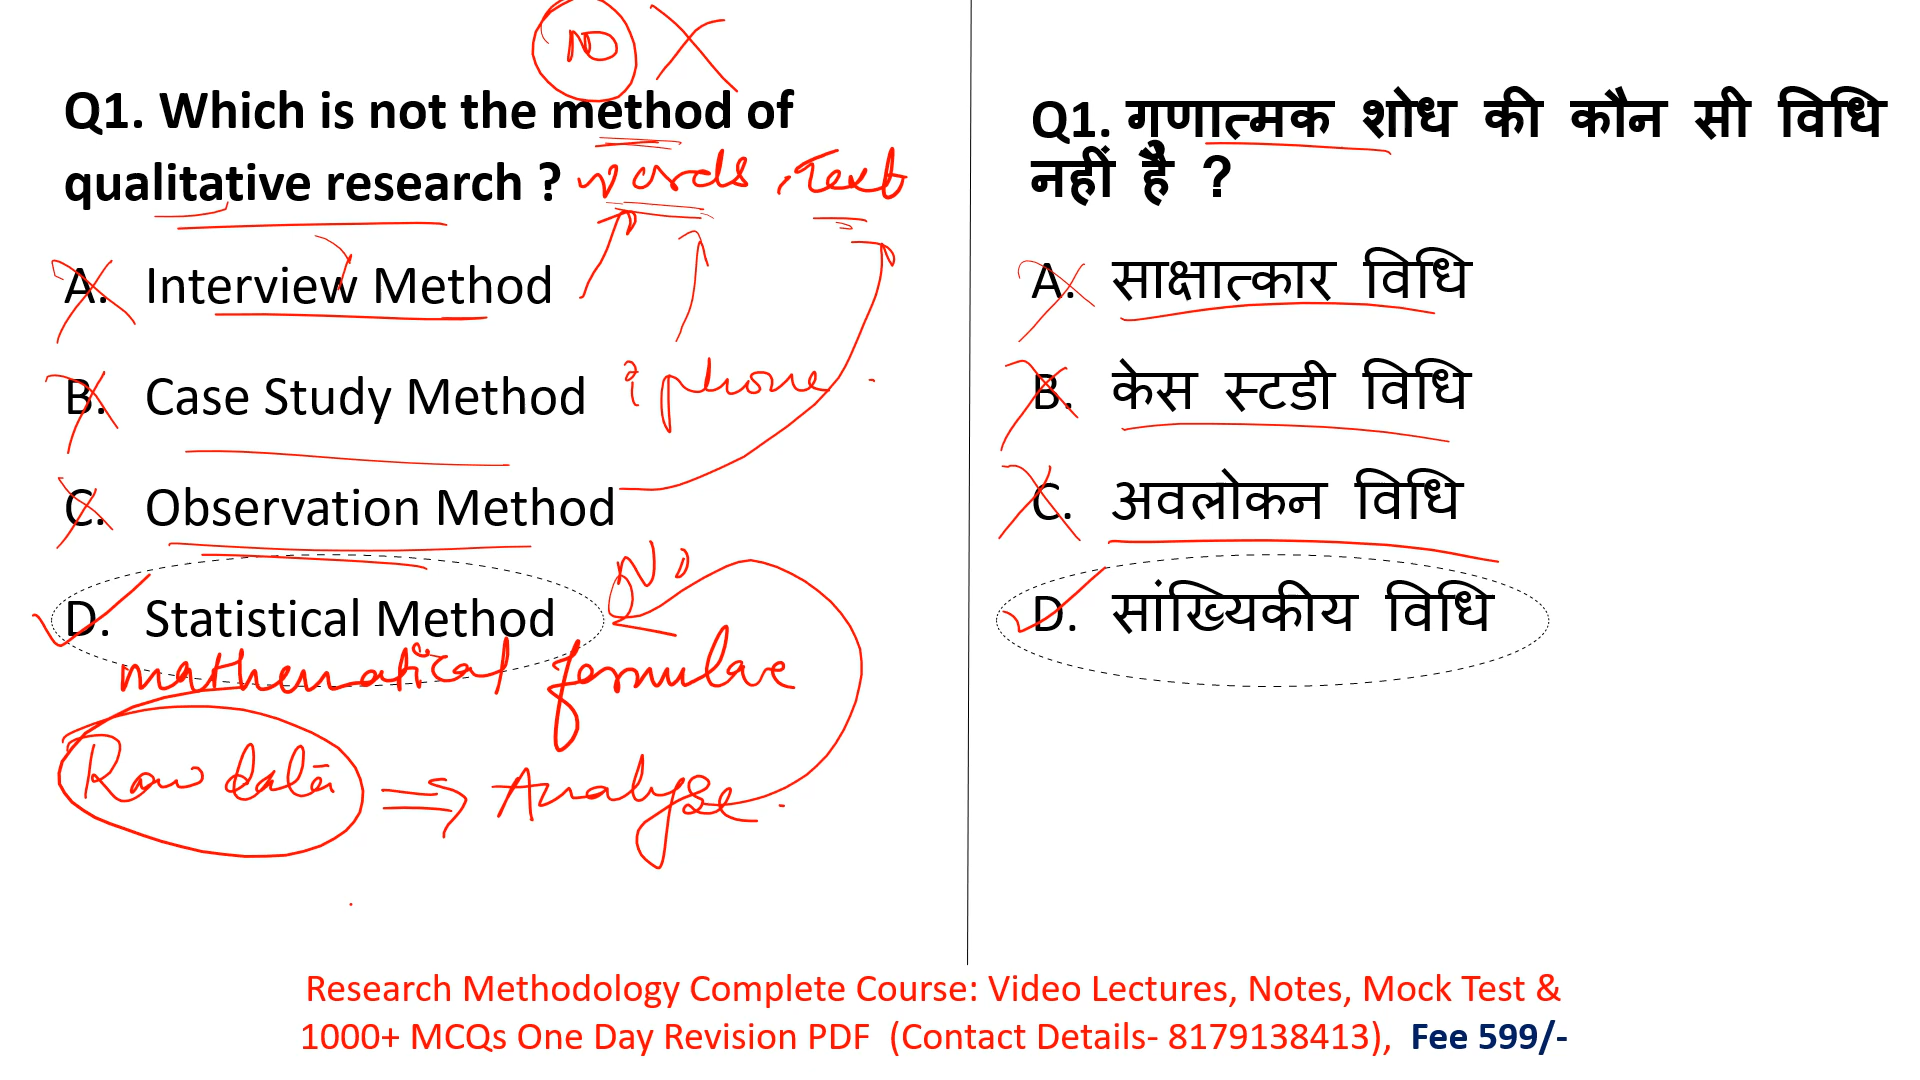 NO
Q1. Which is not the method of
qualitative research ? words, Text
A. Interview Method
B. Case Study Method iphone.
C. Observation Method
No
D. Statistical Method
mathematical formulae
Raw data ⇒ Analyse.
Q1. गुणात्मक शोध की कौन सी विधि
नहीं है ?
A. साक्षात्कार विधि
B. केस स्टडी विधि
C. अवलोकन विधि
D. सांख्यिकीय विधि
Research Methodology Complete Course: Video Lectures, Notes, Mock Test &
1000+ MCQs One Day Revision PDF (Contact Details- 8179138413), Fee 599/-